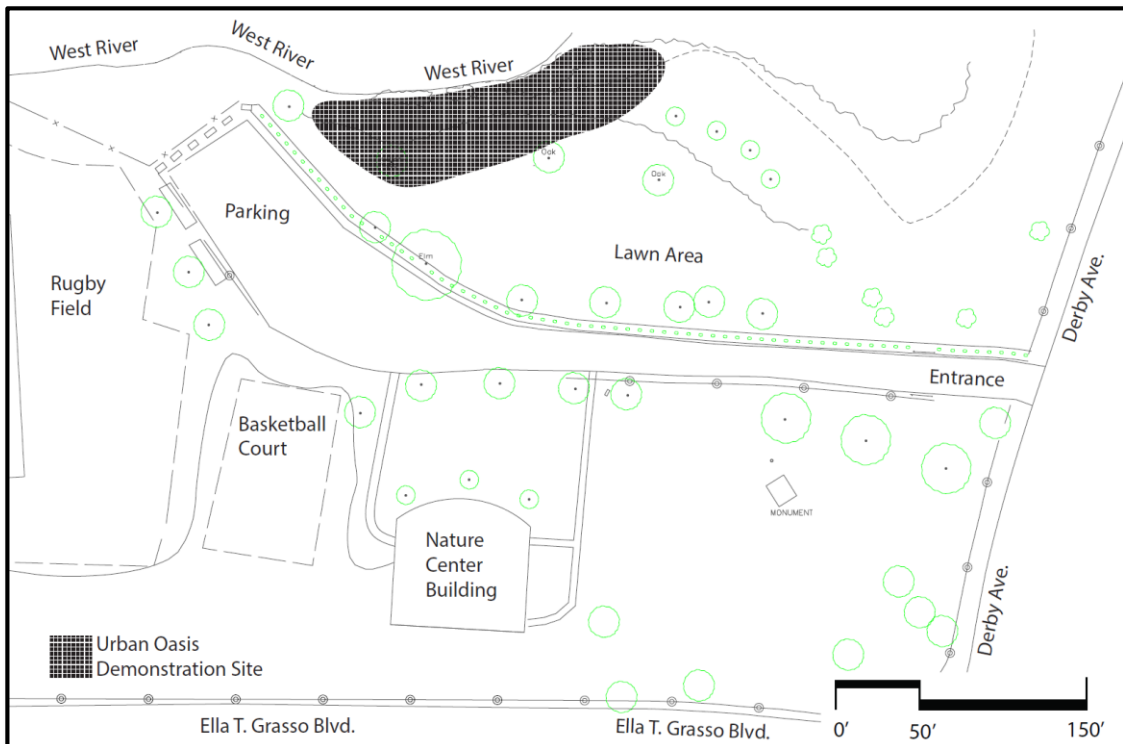 West River
West River
West River
Oak
Oak
Parking
Elm
Lawn Area
Rugby
Field
Derby Ave.
Entrance
Basketball
Court
MONUMENT
Nature
Center
Building
Derby Ave.
Urban Oasis
Demonstration Site
0' 50' 150'
Ella T. Grasso Blvd.
Ella T. Grasso Blvd.